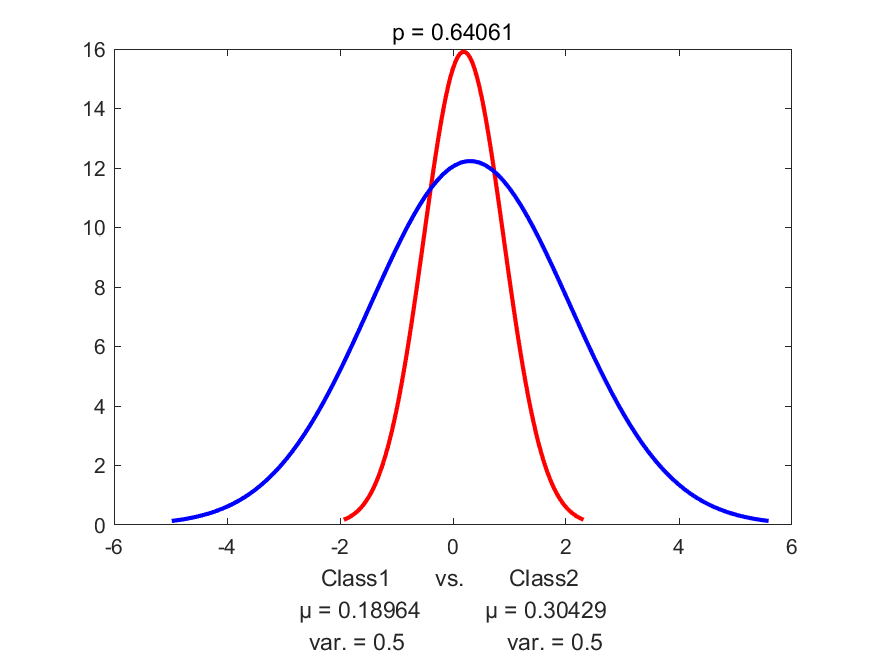 p = 0.64061
16
14
12
10
8
6
4
2
0
-6 -4 -2 0 2 4 6
Class1 vs. Class2
μ = 0.18964 μ = 0.30429
var. = 0.5 var. = 0.5